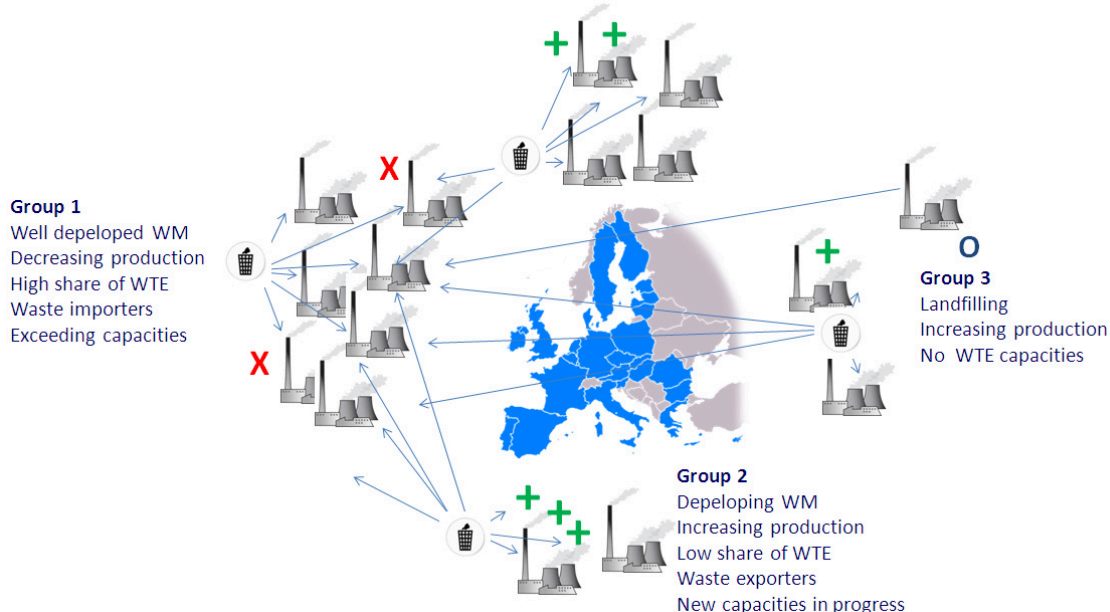 Group 1
Well depeloped WM
Decreasing production
High share of WTE
Waste importers
Exceeding capacities
X
X
+ +
+
O
Group 3
Landfilling
Increasing production
No WTE capacities
+
+
+
Group 2
Depeloping WM
Increasing production
Low share of WTE
Waste exporters
New capacities in progress